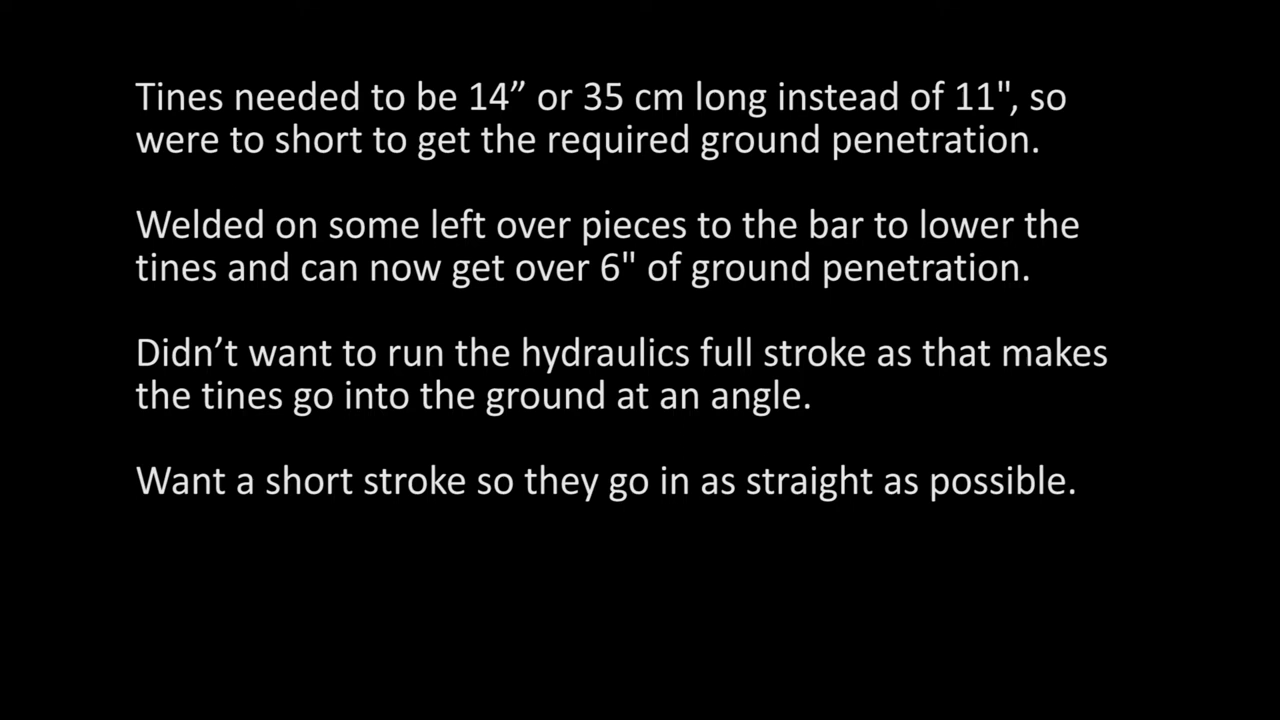 Tines needed to be 14” or 35 cm long instead of 11", so
were to short to get the required ground penetration.
Welded on some left over pieces to the bar to lower the
tines and can now get over 6" of ground penetration.
Didn’t want to run the hydraulics full stroke as that makes
the tines go into the ground at an angle.
Want a short stroke so they go in as straight as possible.